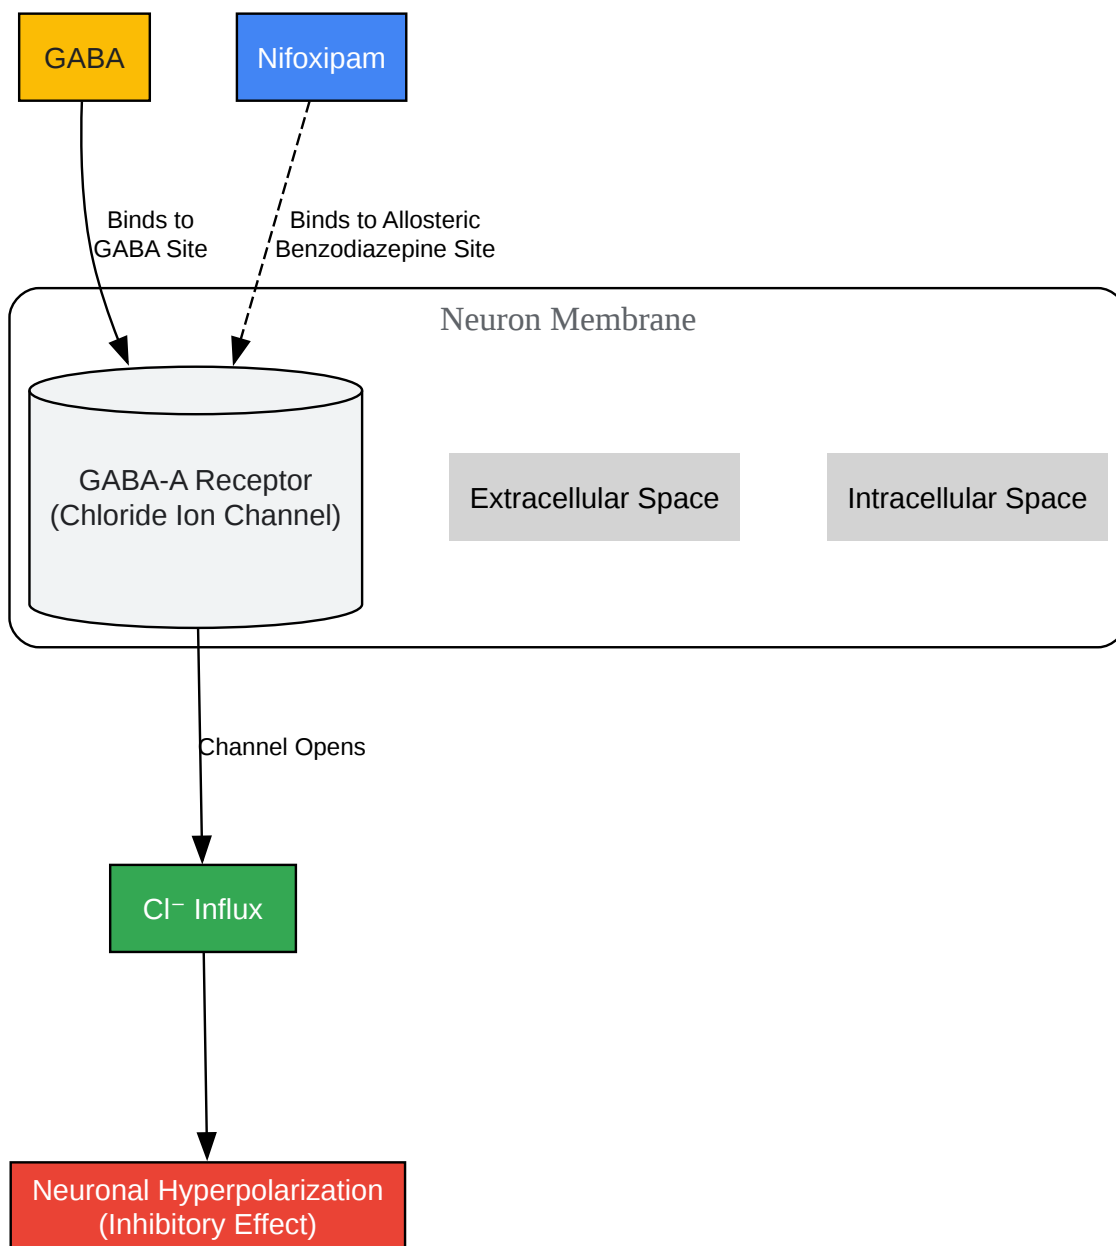 GABA
Nifoxipam
Binds to
GABA Site
Binds to Allosteric
Benzodiazepine Site
Neuron Membrane
GABA-A Receptor
(Chloride Ion Channel)
Extracellular Space
Intracellular Space
Channel Opens
Cl⁻ Influx
Neuronal Hyperpolarization
(Inhibitory Effect)